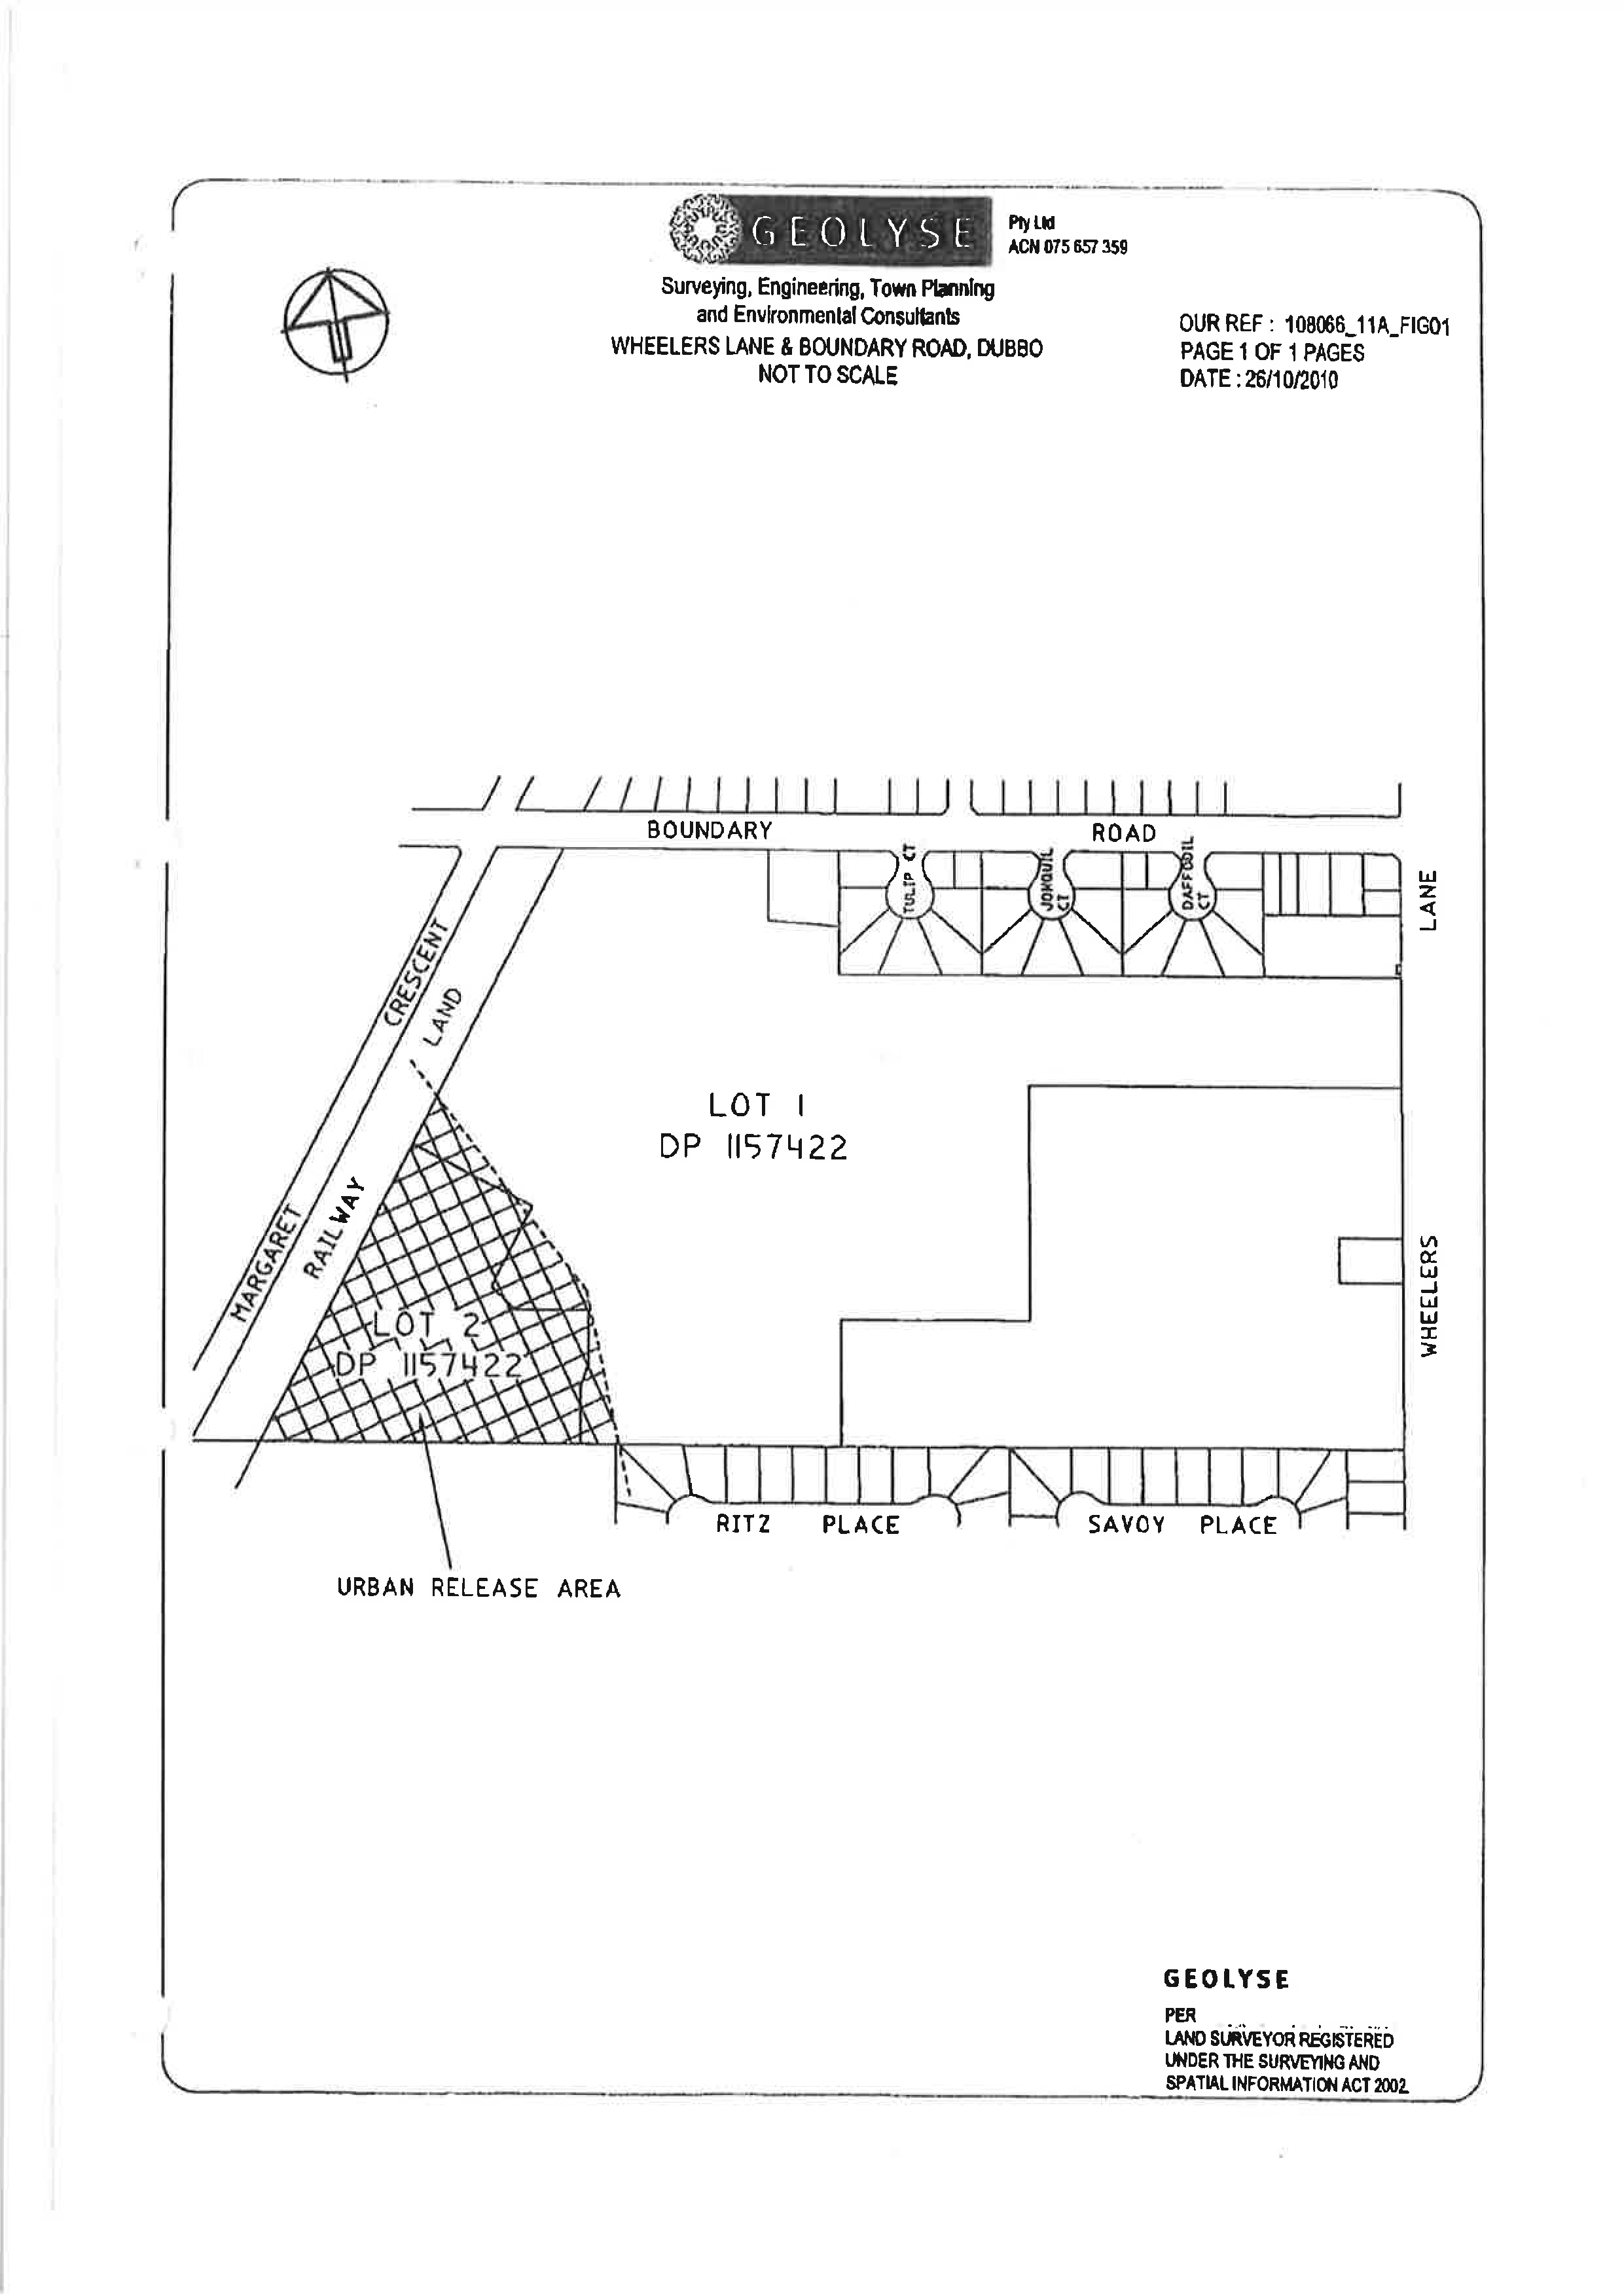 GEOLYSE
Pty Ltd
ACN 075 657 359
Surveying, Engineering, Town Planning
and Environmental Consultants
WHEELERS LANE & BOUNDARY ROAD, DUBBO
NOT TO SCALE
OUR REF : 108066_11A_FIG01
PAGE 1 OF 1 PAGES
DATE : 26/10/2010
BOUNDARY ROAD
TULIP CT
JONQUIL
CT
DAFFODIL
CT
WHEELERS LANE
MARGARET CRESCENT
RAILWAY LAND
LOT 1
DP 1157422
LOT 2
DP 1157422
RITZ PLACE
SAVOY PLACE
URBAN RELEASE AREA
GEOLYSE
PER
LAND SURVEYOR REGISTERED
UNDER THE SURVEYING AND
SPATIAL INFORMATION ACT 2002